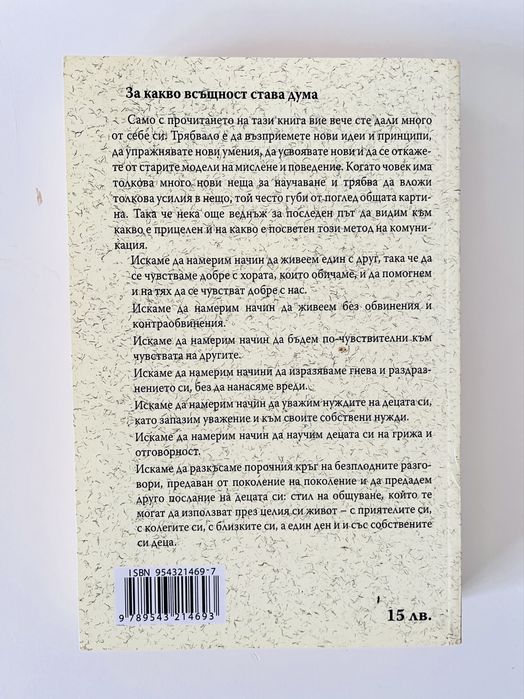 За какво всъщност става дума
Само с прочитането на тази книга вие вече сте дали много
от себе си. Трябвало е да възприемете нови идеи и принципи,
да упражнявате нови умения, да усвоявате нови и да се откаже-
те от старите модели на мислене и поведение. Когато човек има
толкова много нови неща за научаване и трябва да вложи
толкова усилия в нещо, той често губи от поглед общата карти-
на. Така че нека още веднъж за последен път да видим към
какво е прицелен и на какво е посветен този метод на комуни-
кация.
Искаме да намерим начин да живеем един с друг, така че да
се чувстваме добре с хората, които обичаме, и да помогнем
и на тях да се чувстват добре с нас.
Искаме да намерим начин да живеем без обвинения и
контраобвинения.
Искаме да намерим начин да бъдем по-чувствителни към
чувствата на другите.
Искаме да намерим начини да изразяваме гнева и раздраз-
нението си, без да нанасяме вреди.
Искаме да намерим начин да уважим нуждите на децата си,
като запазим уважение и към своите собствени нужди.
Искаме да намерим начин да научим децата си на грижа и
отговорност.
Искаме да разкъсаме порочния кръг на безплодните разго-
вори, предаван от поколение на поколение и да предадем
друго послание на децата си: стил на общуване, който те
могат да използват през целия си живот – с приятелите си,
с колегите си, с близките си, а един ден и и със собствените
си деца.
ISBN 954321469-7
9 789543 214693
15 лв.